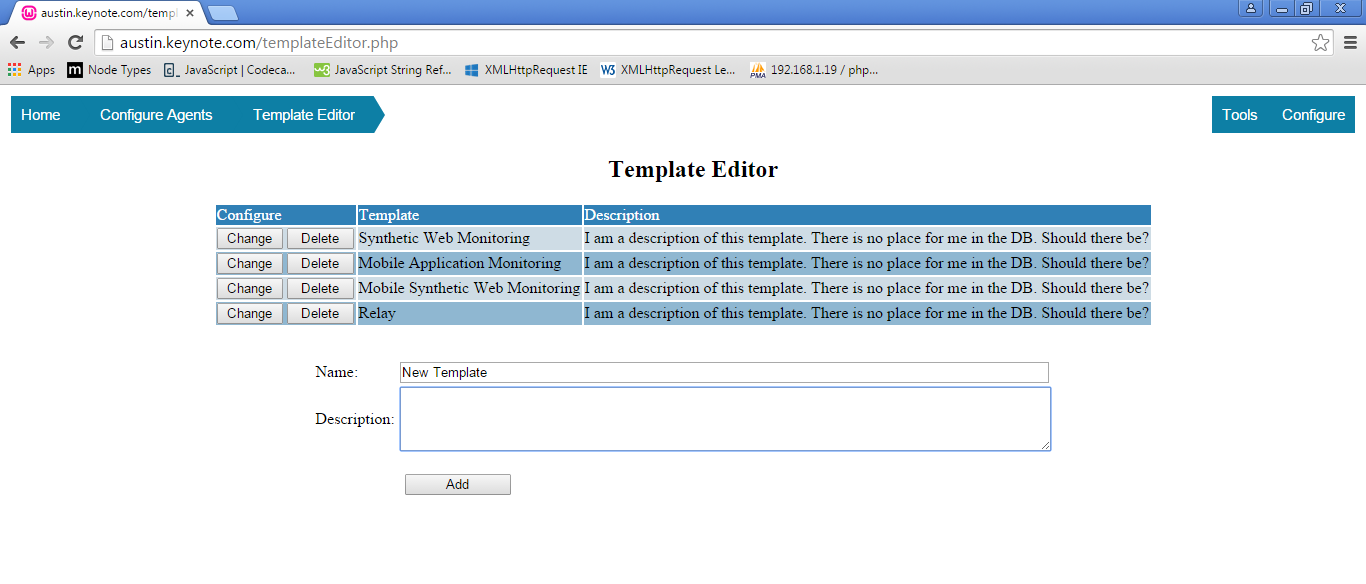 austin.keynote.com/templ
austin.keynote.com/templateEditor.php
Apps m Node Types c_ JavaScript | Codeca... w3 JavaScript String Ref... XMLHttpRequest IE W3 XMLHttpRequest Le... PMA 192.168.1.19 / php...
Home Configure Agents Template Editor Tools Configure
Template Editor
Configure Template Description
Change Delete Synthetic Web Monitoring I am a description of this template. There is no place for me in the DB. Should there be?
Change Delete Mobile Application Monitoring I am a description of this template. There is no place for me in the DB. Should there be?
Change Delete Mobile Synthetic Web Monitoring I am a description of this template. There is no place for me in the DB. Should there be?
Change Delete Relay I am a description of this template. There is no place for me in the DB. Should there be?
Name: New Template
Description:
Add